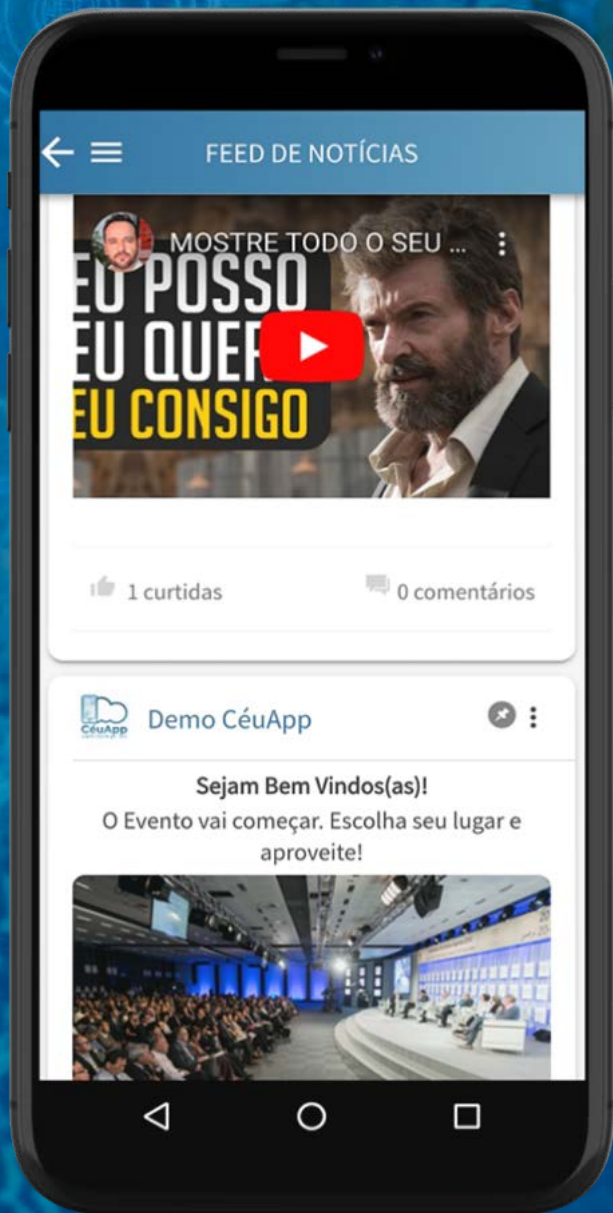 FEED DE NOTÍCIAS
MOSTRE TODO O SEU ...
EU POSSO
EU QUER
EU CONSIGO
1 curtidas
0 comentários
CéuApp
Demo CéuApp
Sejam Bem Vindos(as)!
O Evento vai começar. Escolha seu lugar e
aproveite!